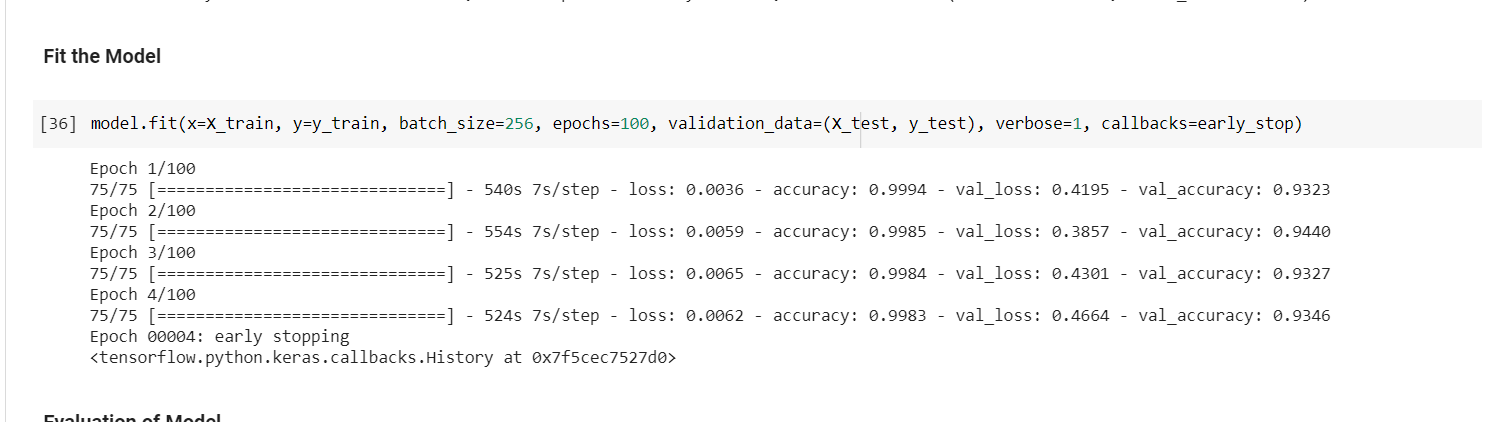 Fit the Model
[36] model.fit(x=X_train, y=y_train, batch_size=256, epochs=100, validation_data=(X_test, y_test), verbose=1, callbacks=early_stop)
Epoch 1/100
75/75 [==============================] - 540s 7s/step - loss: 0.0036 - accuracy: 0.9994 - val_loss: 0.4195 - val_accuracy: 0.9323
Epoch 2/100
75/75 [==============================] - 554s 7s/step - loss: 0.0059 - accuracy: 0.9985 - val_loss: 0.3857 - val_accuracy: 0.9440
Epoch 3/100
75/75 [==============================] - 525s 7s/step - loss: 0.0065 - accuracy: 0.9984 - val_loss: 0.4301 - val_accuracy: 0.9327
Epoch 4/100
75/75 [==============================] - 524s 7s/step - loss: 0.0062 - accuracy: 0.9983 - val_loss: 0.4664 - val_accuracy: 0.9346
Epoch 00004: early stopping
<tensorflow.python.keras.callbacks.History at 0x7f5cec7527d0>
Evaluation of Model